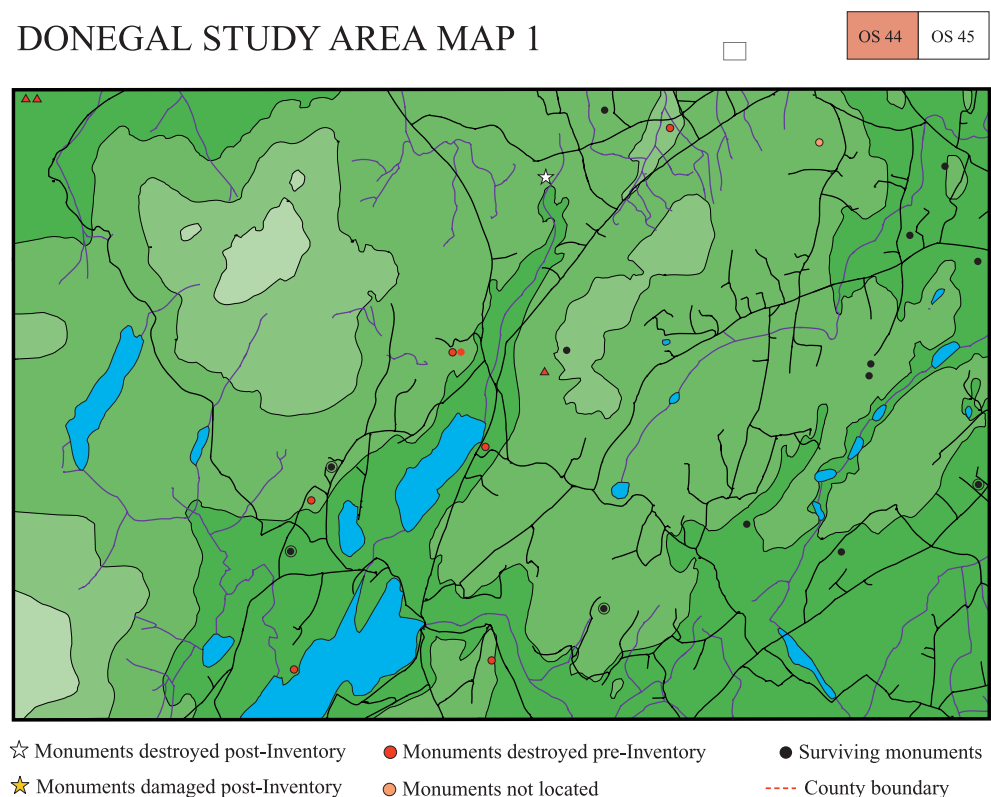 DONEGAL STUDY AREA MAP 1
OS 44
OS 45
Monuments destroyed post-Inventory
Monuments destroyed pre-Inventory
Surviving monuments
Monuments damaged post-Inventory
Monuments not located
County boundary